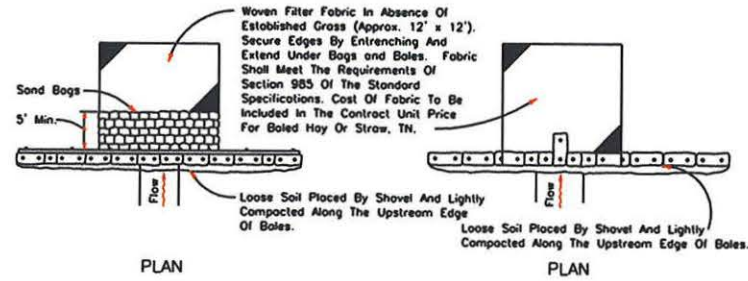 Woven Filter Fabric In Absence Of
Established Grass (Approx. 12' x 12').
Secure Edges By Entrenching And
Extend Under Bags and Bales. Fabric
Shall Meet The Requirements Of
Section 985 Of The Standard
Specifications. Cost Of Fabric To Be
Included In The Contract Unit Price
For Baled Hay Or Straw, TN.
Sand Bags
5' Min.
Flow
Loose Soil Placed By Shovel And Lightly
Compacted Along The Upstream Edge
Of Bales.
PLAN
Flow
Loose Soil Placed By Shovel And Lightly
Compacted Along The Upstream Edge Of Bales.
PLAN